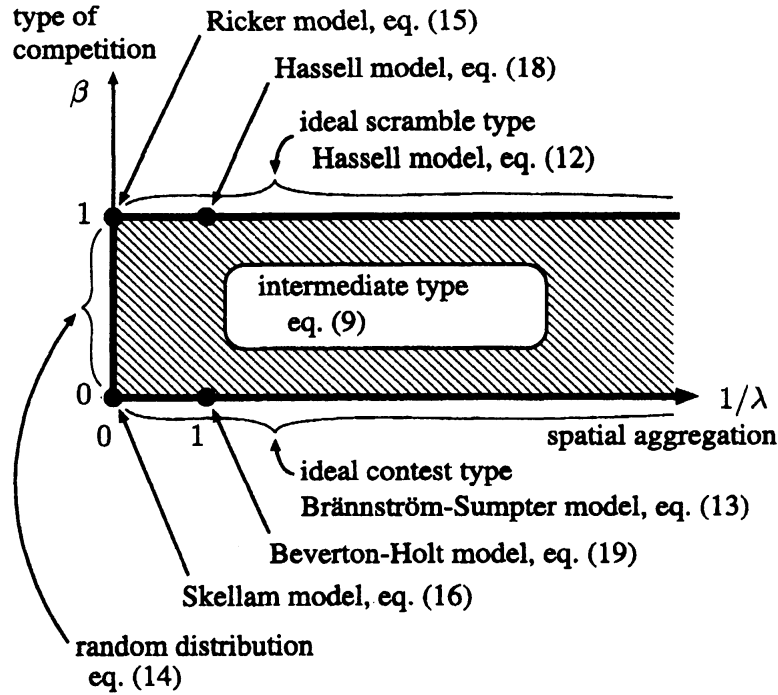 type of
competition
β
Ricker model, eq. (15)
Hassell model, eq. (18)
ideal scramble type
Hassell model, eq. (12)
1
intermediate type
eq. (9)
0
0
1
1/λ
spatial aggregation
ideal contest type
Brännström-Sumpter model, eq. (13)
Beverton-Holt model, eq. (19)
Skellam model, eq. (16)
random distribution
eq. (14)